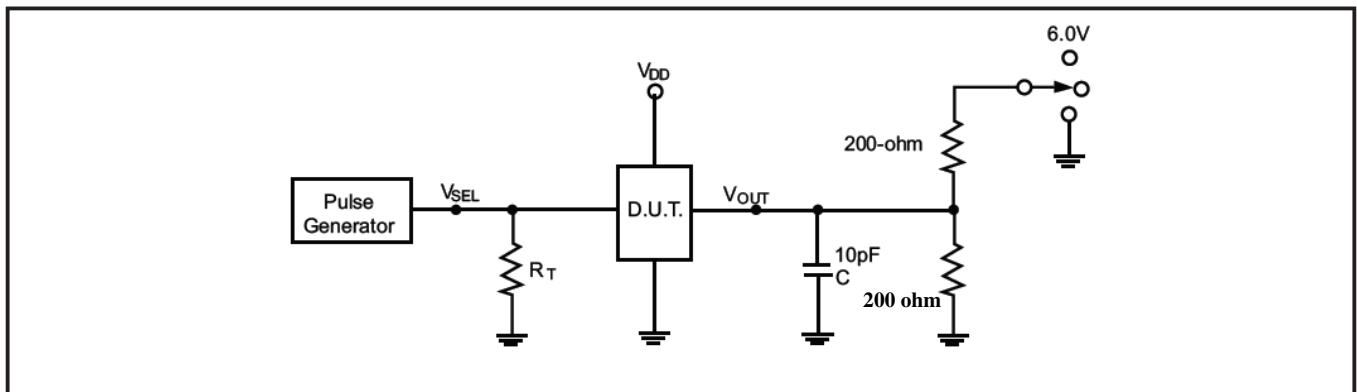 6.0V
VDD
200-ohm
Pulse
Generator
VSEL
D.U.T.
VOUT
RT
10pF
C
200 ohm